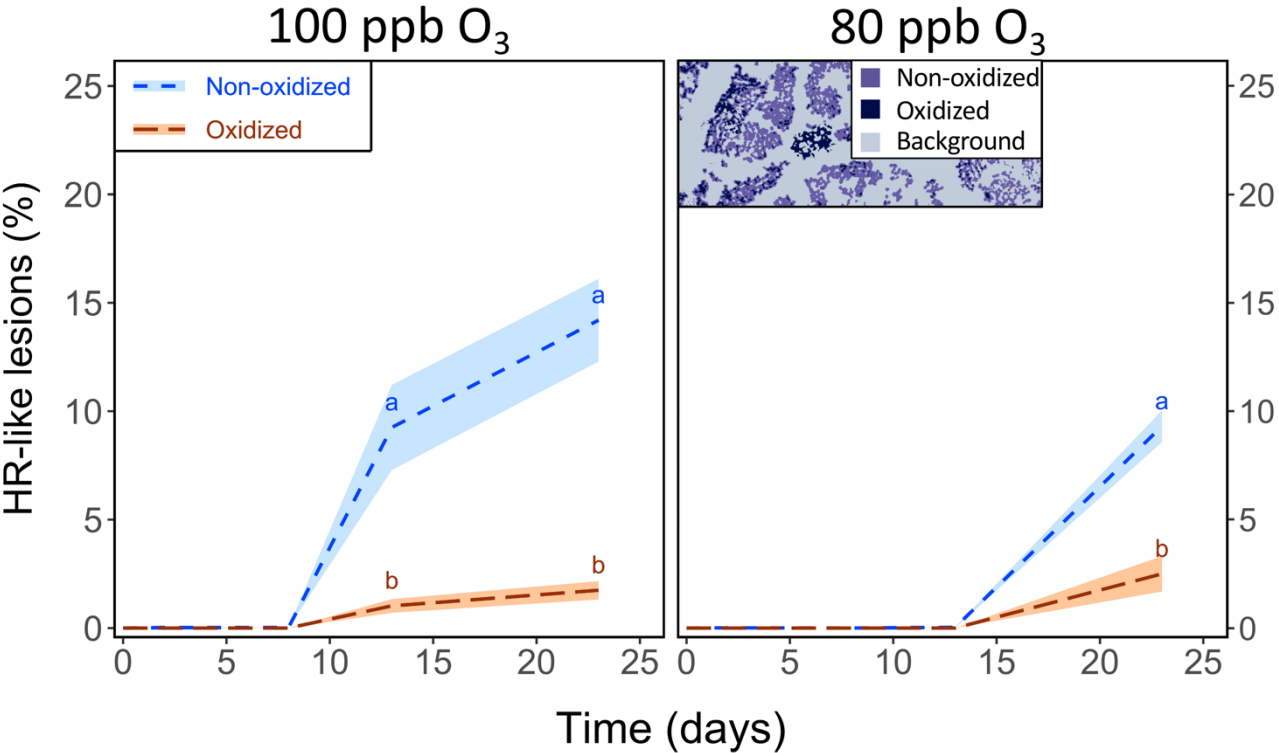 100 ppb O3
80 ppb O3
Non-oxidized
Oxidized
Non-oxidized
Oxidized
Background
HR-like lesions (%)
25
20
15
10
5
0
a
a
b
b
a
b
25
20
15
10
5
0
0 5 10 15 20 25
0 5 10 15 20 25
Time (days)